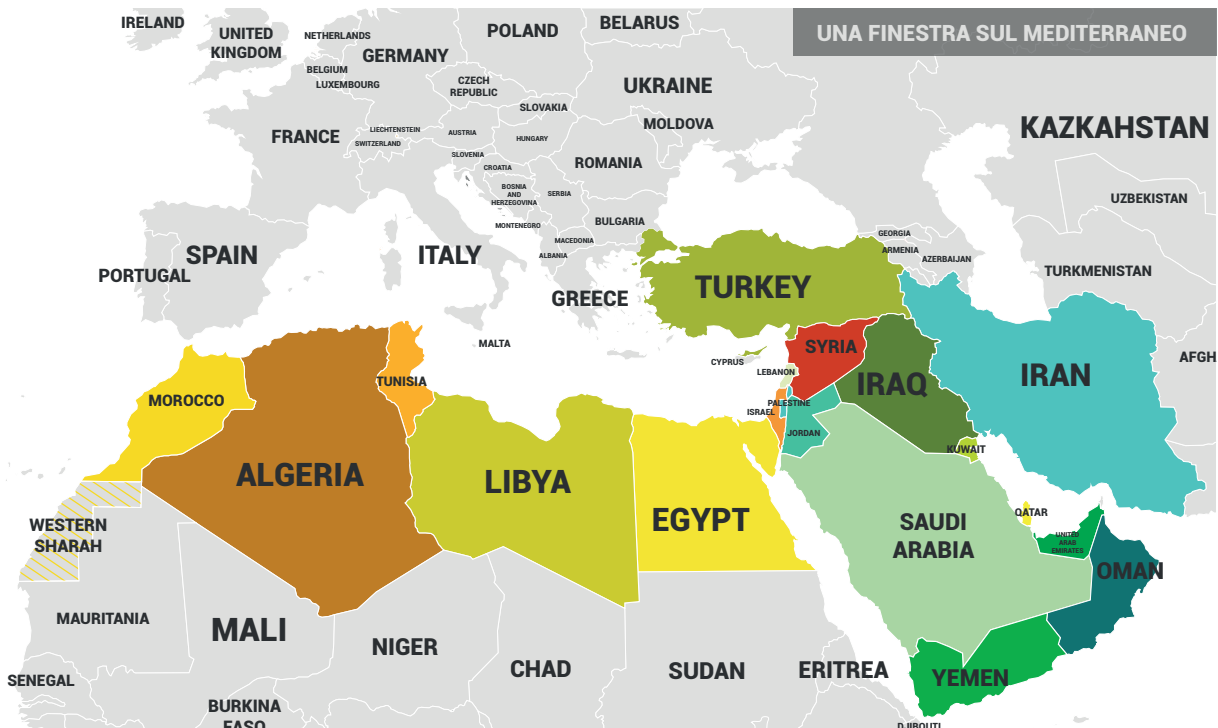 IRELAND
UNITED
KINGDOM
NETHERLANDS
POLAND
BELARUS
UNA FINESTRA SUL MEDITERRANEO
GERMANY
BELGIUM
LUXEMBOURG
CZECH
REPUBLIC
UKRAINE
SLOVAKIA
MOLDOVA
KAZKAHSTAN
FRANCE
LIECHTENSTEIN
SWITZERLAND
AUSTRIA
HUNGARY
SLOVENIA
ROMANIA
CROATIA
BOSNIA
AND
HERZEGOVINA
SERBIA
UZBEKISTAN
MONTENEGRO
BULGARIA
GEORGIA
MACEDONIA
ALBANIA
ARMENIA
AZERBAIJAN
SPAIN
PORTUGAL
ITALY
GREECE
TURKEY
TURKMENISTAN
MALTA
CYPRUS
SYRIA
LEBANON
AFGH
IRAQ
IRAN
TUNISIA
MOROCCO
PALESTINE
ISRAEL
JORDAN
KUWAIT
ALGERIA
LIBYA
EGYPT
QATAR
SAUDI
ARABIA
UNITED
ARAB
EMIRATES
OMAN
WESTERN
SHARAH
MAURITANIA
MALI
NIGER
CHAD
SUDAN
ERITREA
YEMEN
SENEGAL
BURKINA
FASO
DJIBOUTI